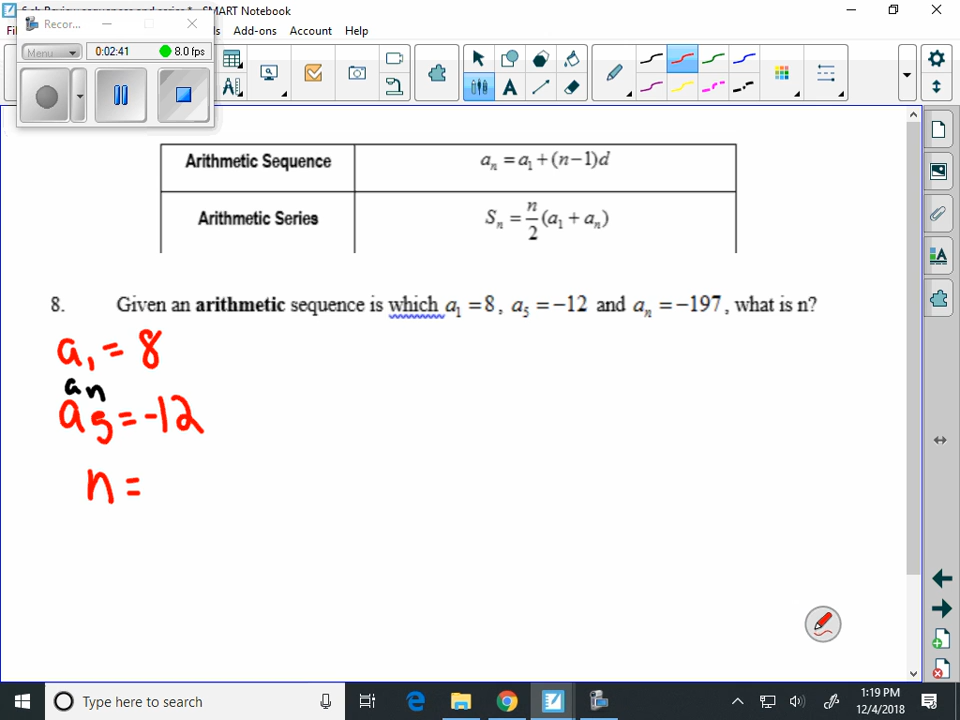 SMART Notebook
Recor...
Add-ons Account Help
Menu
0:02:41 8.0 fps
Arithmetic Sequence aₙ = a₁ + (n−1)d
Arithmetic Series Sₙ = n/2 (a₁ + aₙ)
8. Given an arithmetic sequence is which a₁ = 8, a₅ = −12 and aₙ = −197, what is n?
a₁ = 8
an
a5 = -12
n =
Type here to search
1:19 PM
12/4/2018